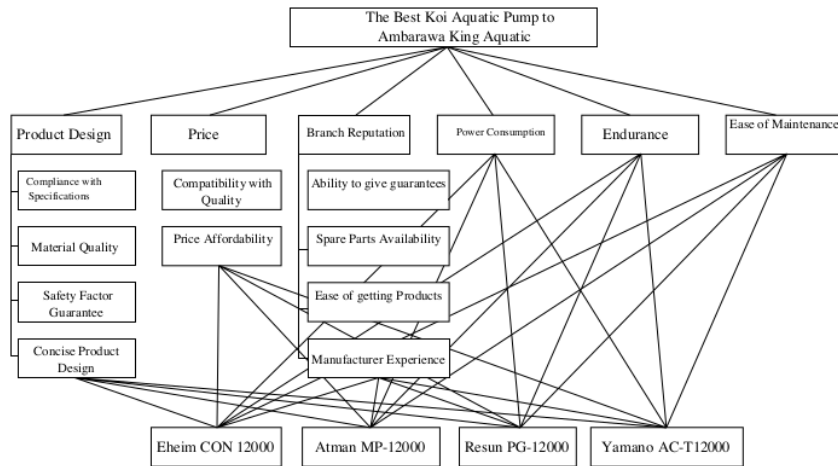 The Best Koi Aquatic Pump to
Ambarawa King Aquatic
Product Design
Price
Branch Reputation
Power Consumption
Endurance
Ease of Maintenance
Compliance with
Specifications
Compatibility with
Quality
Ability to give guarantees
Material Quality
Price Affordability
Spare Parts Availability
Safety Factor
Guarantee
Ease of getting Products
Concise Product
Design
Manufacturer Experience
Eheim CON 12000
Atman MP-12000
Resun PG-12000
Yamano AC-T12000